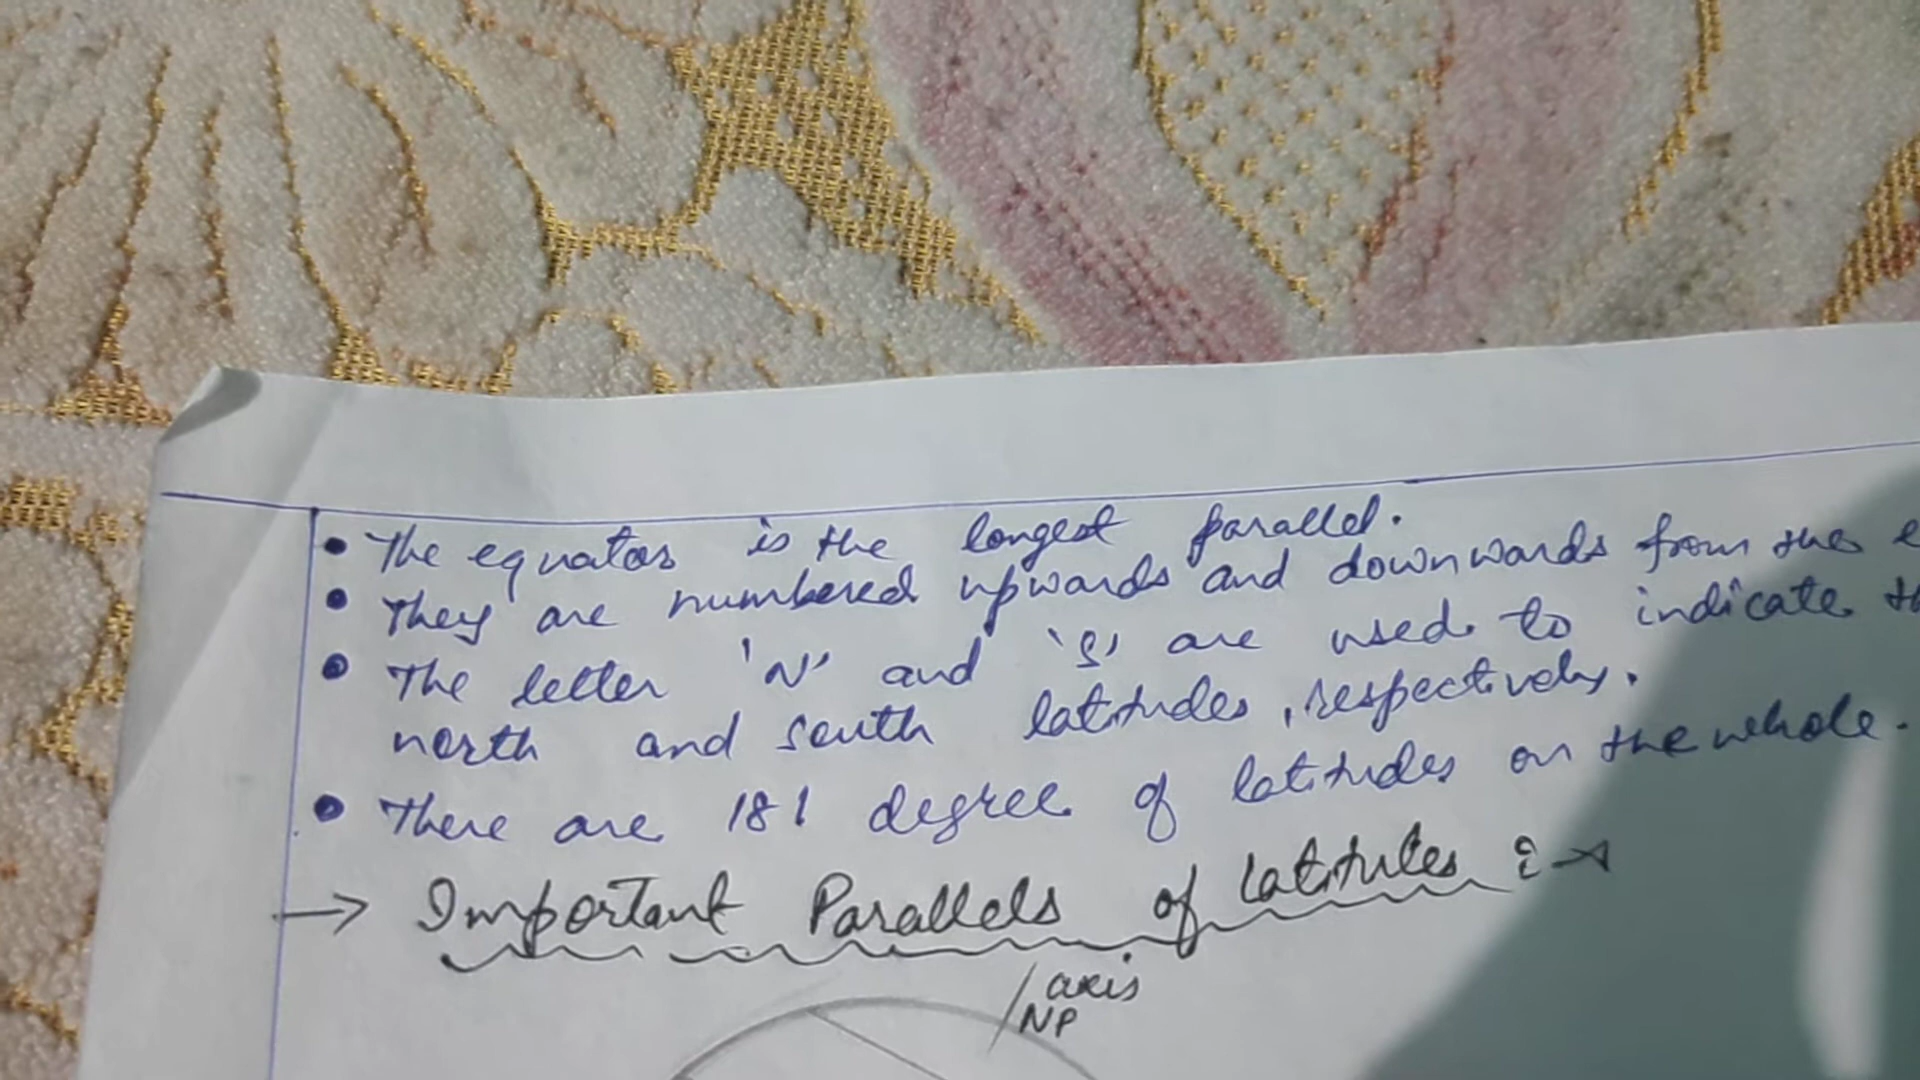 • The equator is the longest parallel.
• They are numbered upwards and downwards from the
• The letter 'N' and 'S' are used to indicate
north and south latitudes, respectively.
• There are 181 degree of latitudes on the whole.
→ Important Parallels of latitudes :→
axis
NP